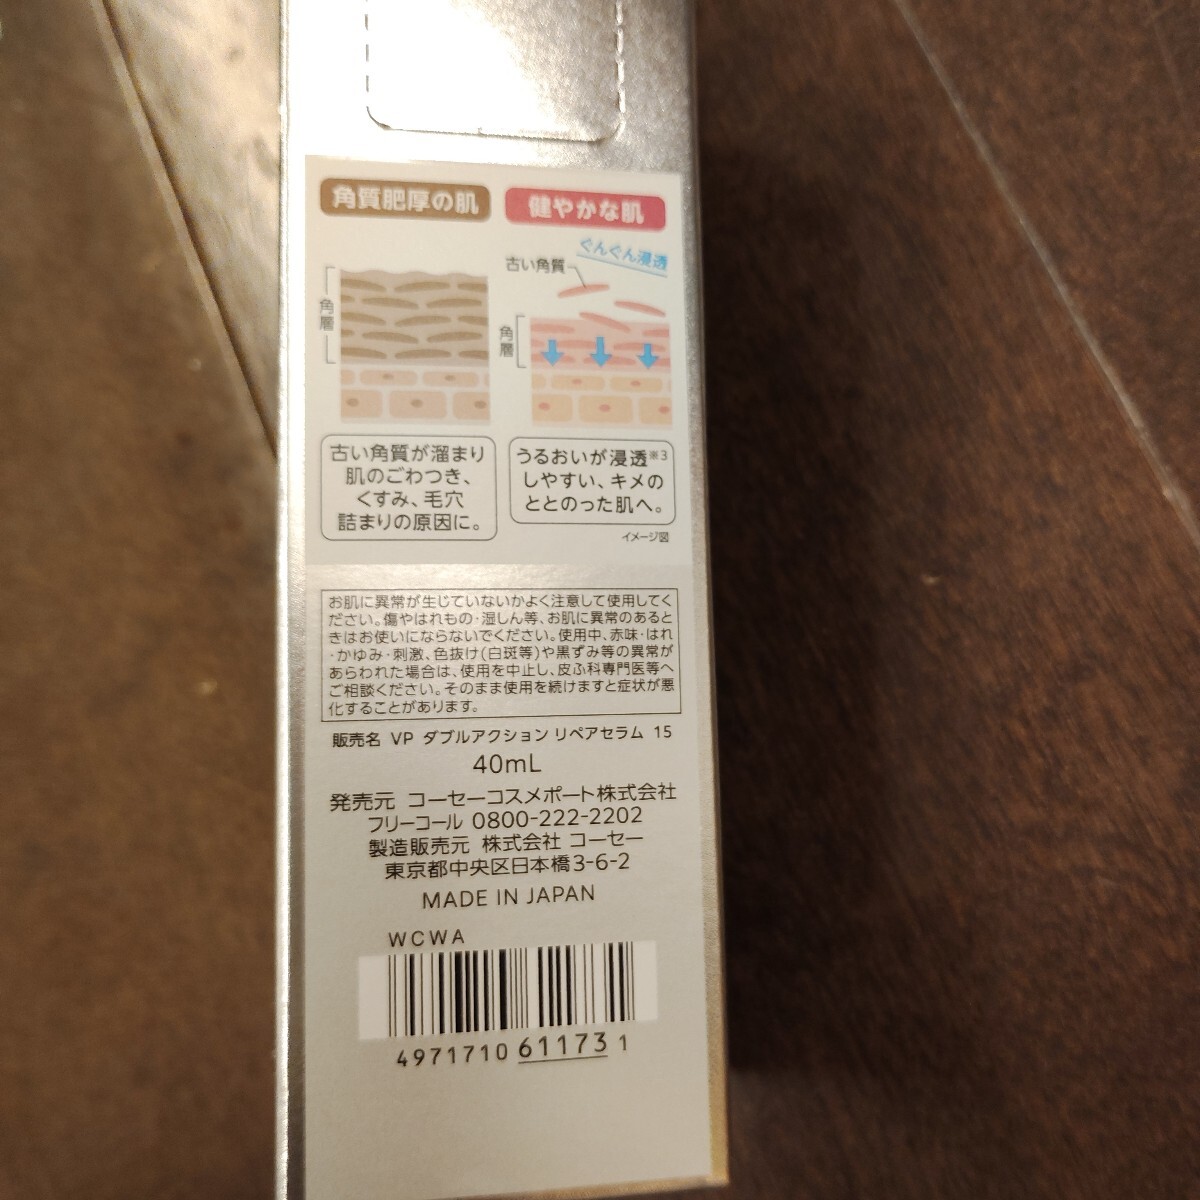 角質肥厚の肌
角層
古い角質が溜まり
肌のごわつき、
くすみ、毛穴
詰まりの原因に。
健やかな肌
ぐんぐん浸透
古い角質
角層
うるおいが浸透※3
しやすい、キメの
ととのった肌へ。
イメージ図
お肌に異常が生じていないかよく注意して使用してく
ださい。傷やはれもの・湿しん等、お肌に異常のあると
きはお使いにならないでください。使用中、赤味・はれ
・かゆみ・刺激、色抜け(白斑等)や黒ずみ等の異常が
あらわれた場合は、使用を中止し、皮ふ科専門医等へ
ご相談ください。そのまま使用を続けますと症状が悪
化することがあります。
販売名 VP ダブルアクション リペアセラム 15
40mL
発売元 コーセーコスメポート株式会社
フリーコール 0800-222-2202
製造販売元 株式会社 コーセー
東京都中央区日本橋3-6-2
MADE IN JAPAN
WCWA
4971710 61173 1